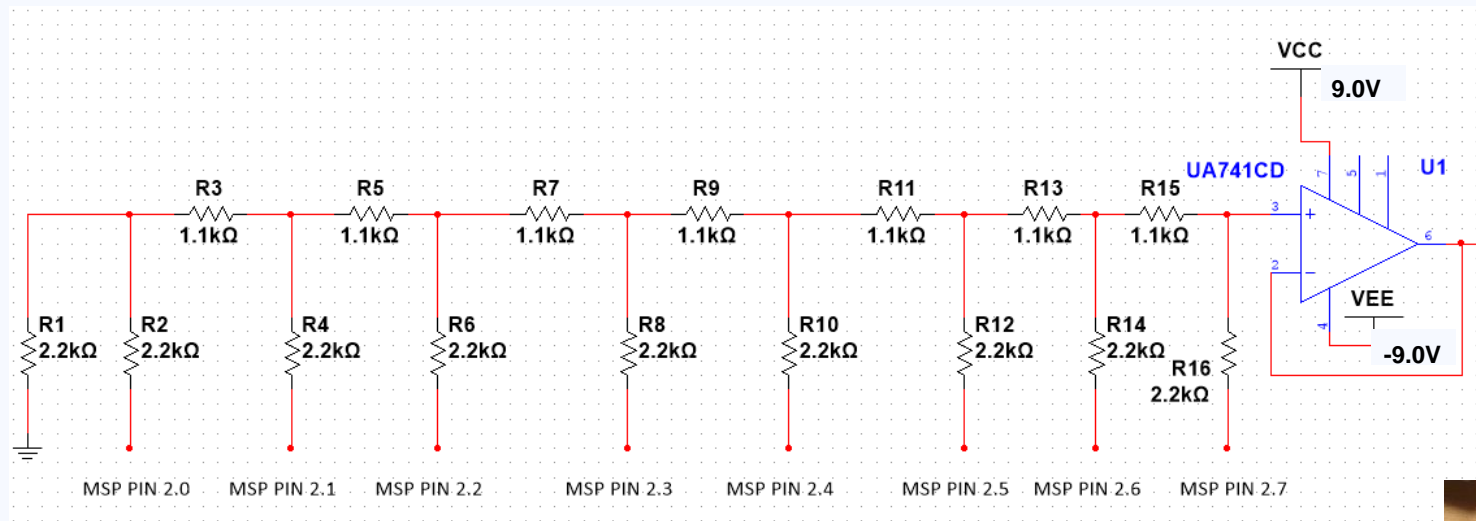 VCC
9.0V
UA741CD
U1
7
5
1
R3
R5
R7
R9
R11
R13
R15
3
+
1.1kΩ
1.1kΩ
1.1kΩ
1.1kΩ
1.1kΩ
1.1kΩ
1.1kΩ
6
2
−
VEE
4
-9.0V
R1
2.2kΩ
R2
2.2kΩ
R4
2.2kΩ
R6
2.2kΩ
R8
2.2kΩ
R10
2.2kΩ
R12
2.2kΩ
R14
2.2kΩ
R16
2.2kΩ
MSP PIN 2.0
MSP PIN 2.1
MSP PIN 2.2
MSP PIN 2.3
MSP PIN 2.4
MSP PIN 2.5
MSP PIN 2.6
MSP PIN 2.7